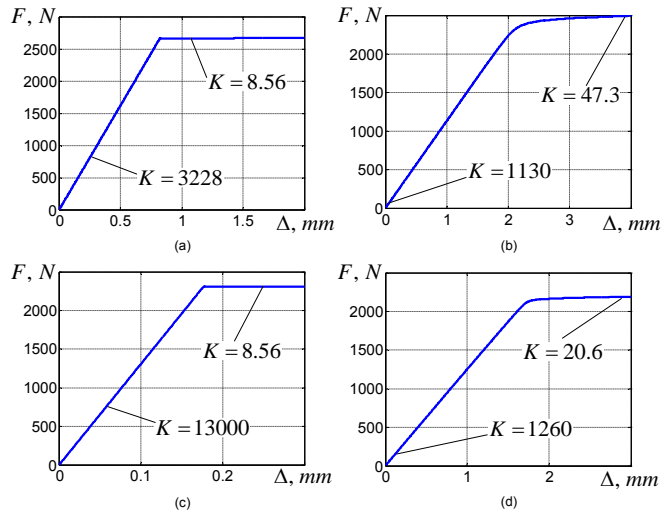 F, N
2500
2000
1500
1000
500
0
K = 8.56
K = 3228
0 0.5 1 1.5 Δ, mm
(a)
F, N
2500
2000
1500
1000
500
0
K = 47.3
K = 1130
0 1 2 3 Δ, mm
(b)
F, N
2500
2000
1500
1000
500
0
K = 8.56
K = 13000
0 0.1 0.2 Δ, mm
(c)
F, N
2000
1500
1000
500
0
K = 20.6
K = 1260
0 1 2 Δ, mm
(d)